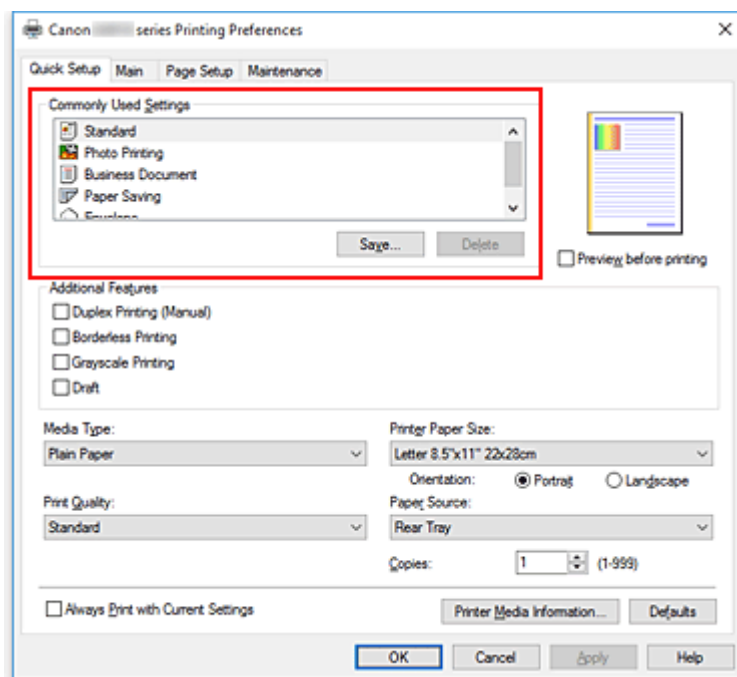 Canon series Printing Preferences
Quick Setup Main Page Setup Maintenance
Commonly Used Settings
Standard
Photo Printing
Business Document
Paper Saving
Envelope
Save... Delete
Preview before printing
Additional Features
Duplex Printing (Manual)
Borderless Printing
Grayscale Printing
Draft
Media Type: Printer Paper Size:
Plain Paper Letter 8.5"x11" 22x28cm
Orientation: Portrait Landscape
Print Quality: Paper Source:
Standard Rear Tray
Copies: 1 (1-999)
Always Print with Current Settings Printer Media Information... Defaults
OK Cancel Apply Help